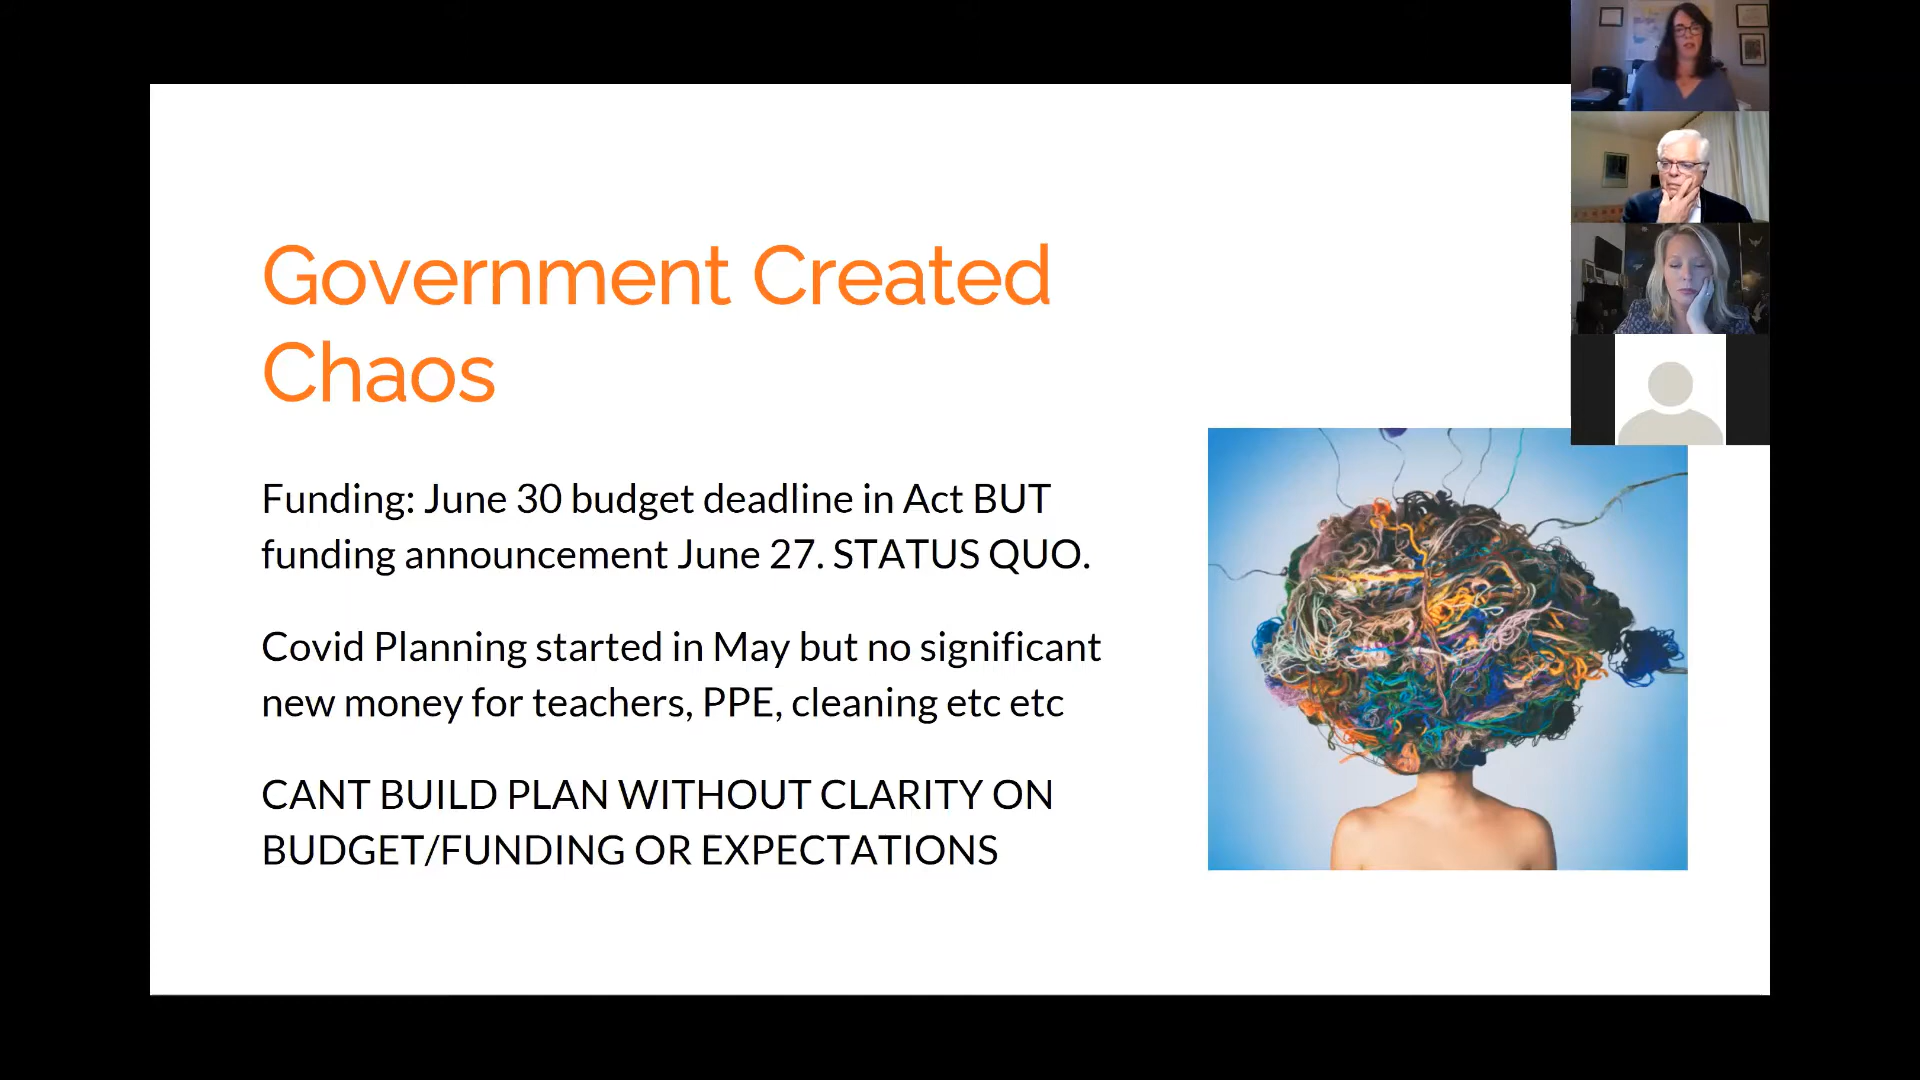 Government Created
Chaos
Funding: June 30 budget deadline in Act BUT
funding announcement June 27. STATUS QUO.
Covid Planning started in May but no significant
new money for teachers, PPE, cleaning etc etc
CANT BUILD PLAN WITHOUT CLARITY ON
BUDGET/FUNDING OR EXPECTATIONS